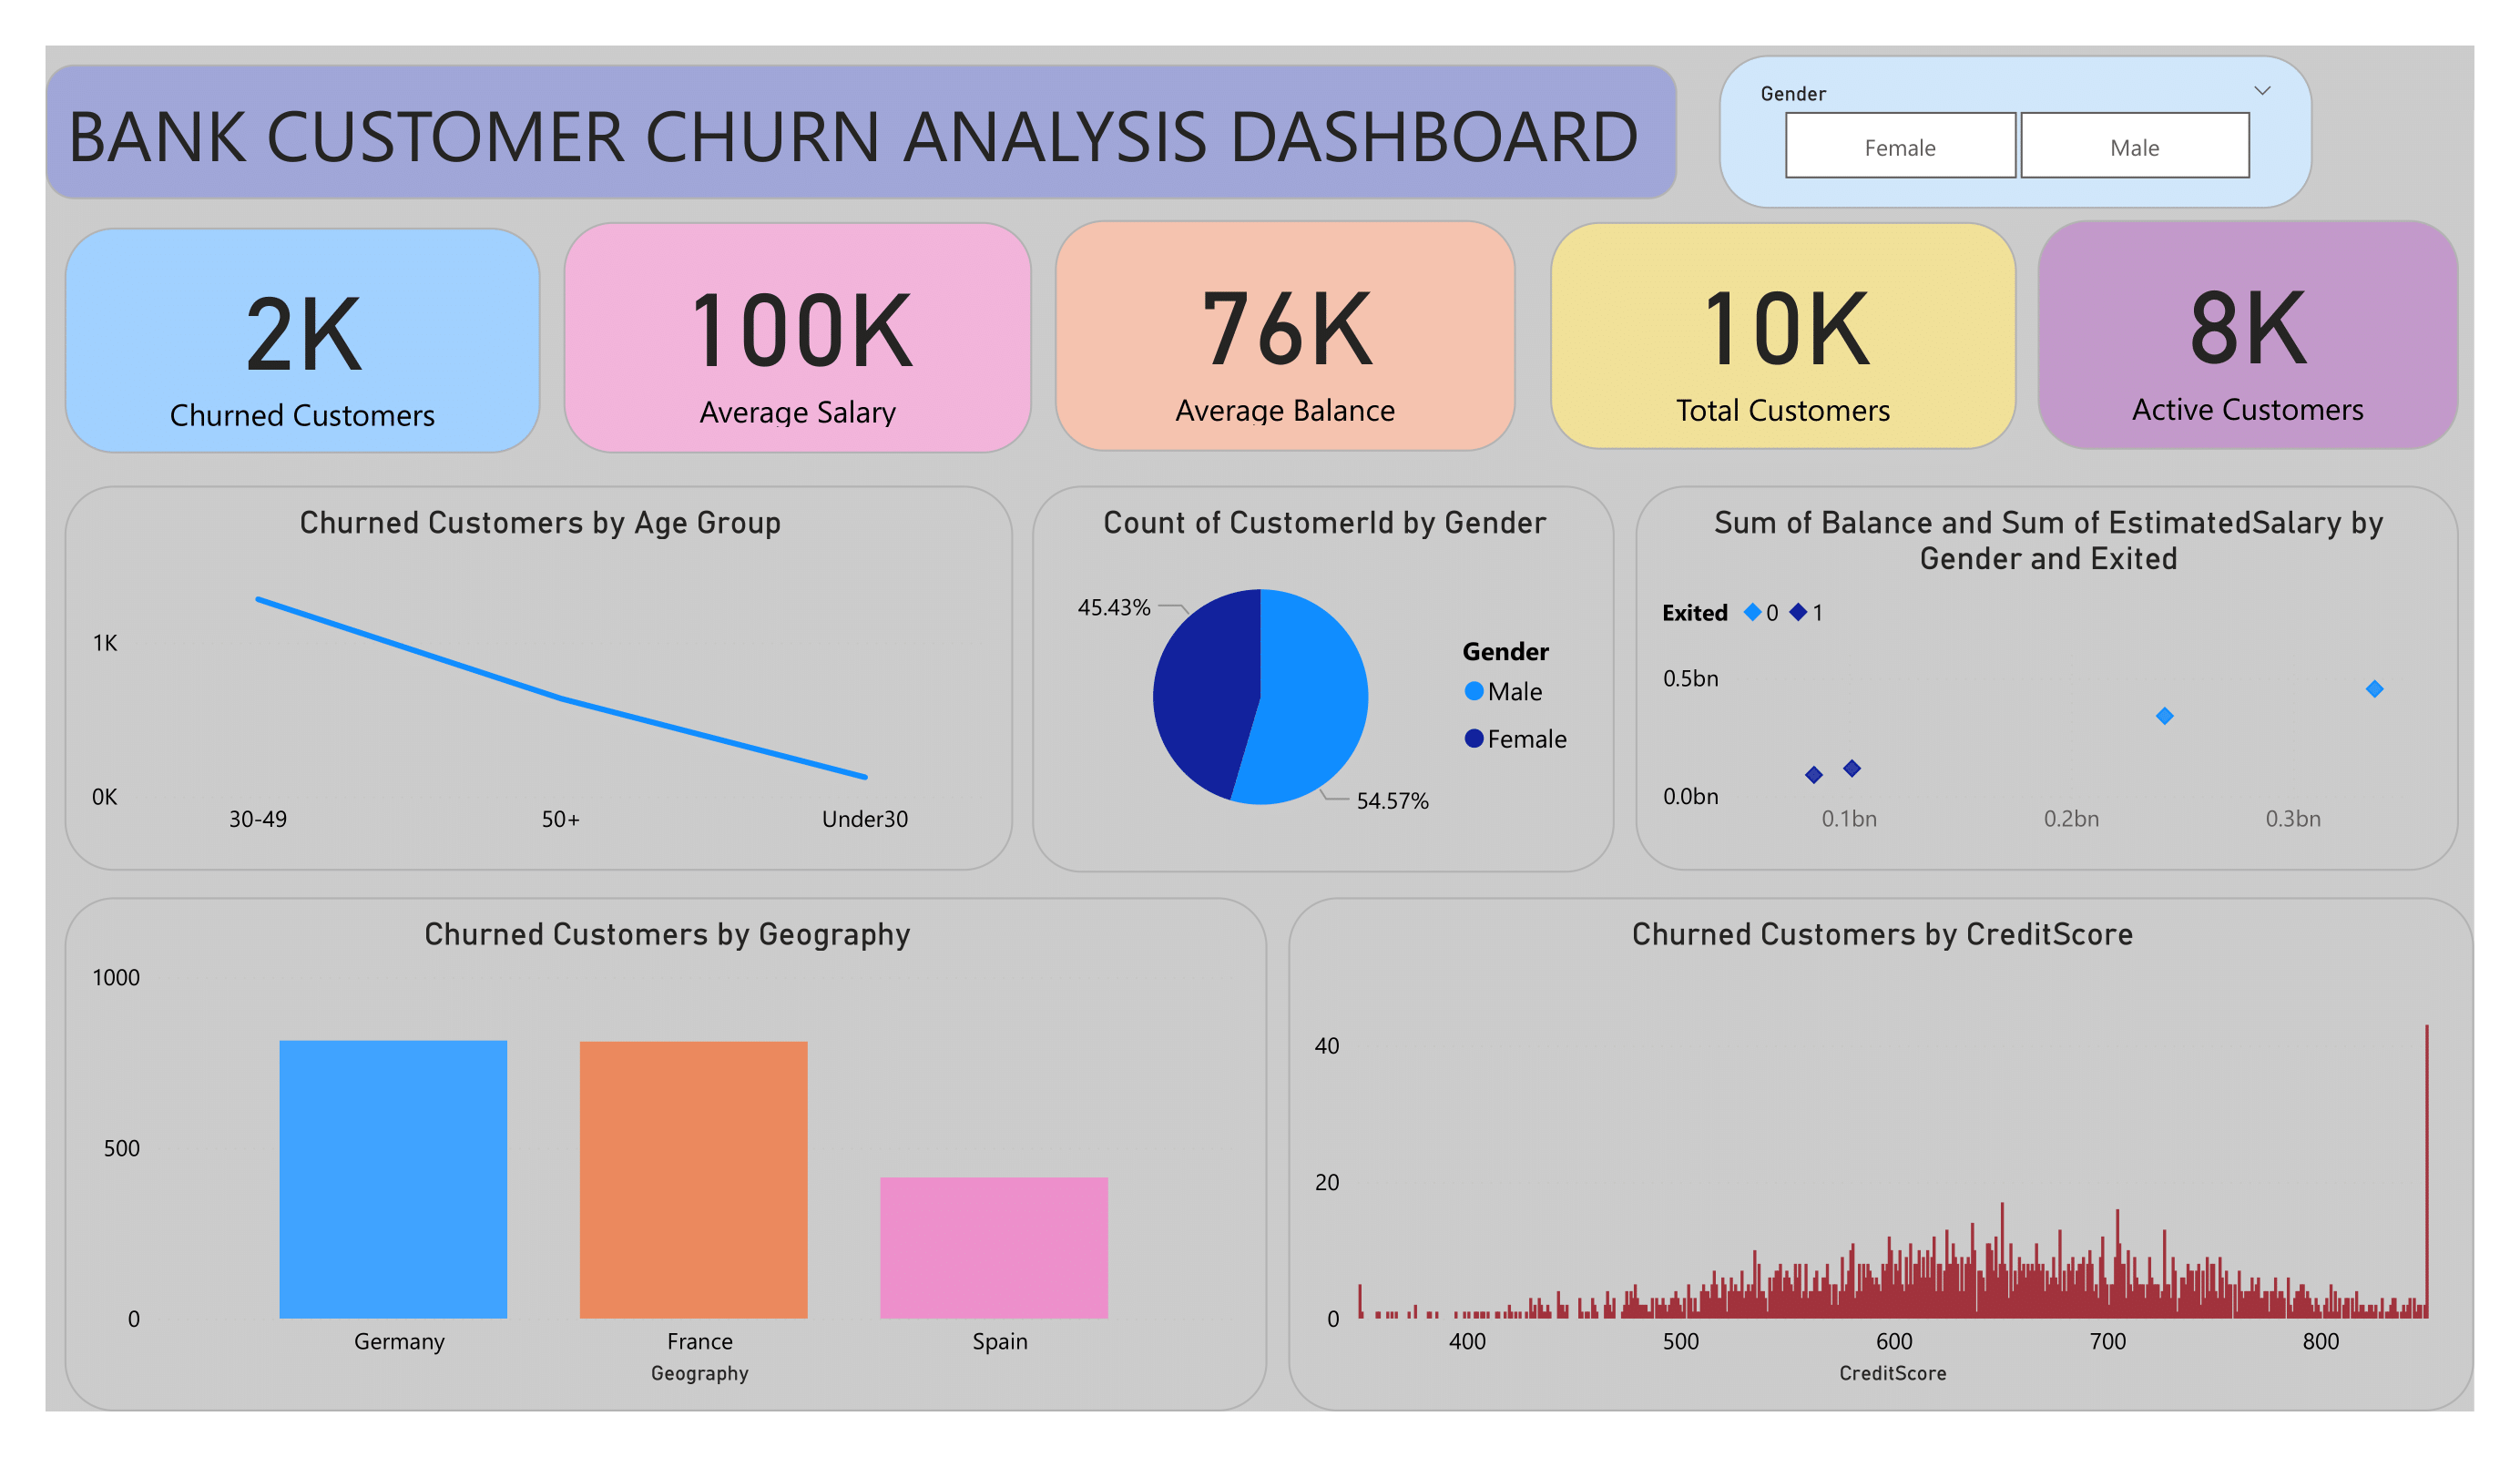 BANK CUSTOMER CHURN ANALYSIS DASHBOARD
Gender
Female
Male
2K
Churned Customers
100K
Average Salary
76K
Average Balance
10K
Total Customers
8K
Active Customers
Churned Customers by Age Group
1K
0K
30-49
50+
Under30
Count of CustomerId by Gender
45.43%
54.57%
Gender
Male
Female
Sum of Balance and Sum of EstimatedSalary by
Gender and Exited
Exited 0 1
0.5bn
0.0bn
0.1bn
0.2bn
0.3bn
Churned Customers by Geography
1000
500
0
Germany
France
Spain
Geography
Churned Customers by CreditScore
40
20
0
400
500
600
700
800
CreditScore